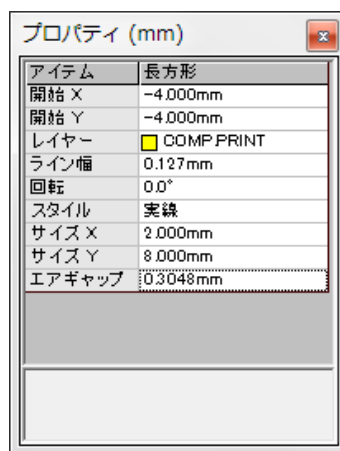 プロパティ (mm)
アイテム 長方形
開始 X -4.000mm
開始 Y -4.000mm
レイヤー COMP.PRINT
ライン幅 0.127mm
回転 0.0°
スタイル 実線
サイズ X 2.000mm
サイズ Y 8.000mm
エアギャップ 0.3048mm